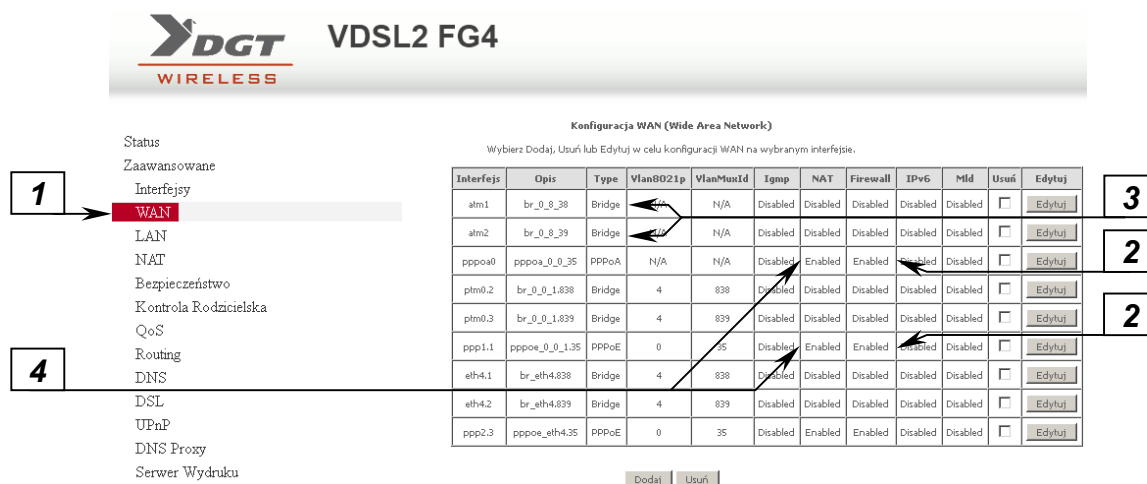 DGT WIRELESS
VDSL2 FG4
Status
Zaawansowane
Interfejsy
WAN
LAN
NAT
Bezpieczeństwo
Kontrola Rodzicielska
QoS
Routing
DNS
DSL
UPnP
DNS Proxy
Serwer Wydruku
Konfiguracja WAN (Wide Area Network)
Wybierz Dodaj, Usuń lub Edytuj w celu konfiguracji WAN na wybranym interfejsie.
Interfejs Opis Type Vlan8021p VlanMuxId Igmp NAT Firewall IPv6 Mld Usuń Edytuj
atm1 br_0_8_38 Bridge N/A N/A Disabled Disabled Disabled Disabled Disabled Edytuj
atm2 br_0_8_39 Bridge N/A N/A Disabled Disabled Disabled Disabled Disabled Edytuj
pppoa0 pppoa_0_0_35 PPPoA N/A N/A Disabled Enabled Enabled Disabled Disabled Edytuj
ptm0.2 br_0_0_1.838 Bridge 4 838 Disabled Disabled Disabled Disabled Disabled Edytuj
ptm0.3 br_0_0_1.839 Bridge 4 839 Disabled Disabled Disabled Disabled Disabled Edytuj
ppp1.1 pppoe_0_0_1.35 PPPoE 0 35 Disabled Enabled Enabled Disabled Disabled Edytuj
eth4.1 br_eth4.838 Bridge 4 838 Disabled Disabled Disabled Disabled Disabled Edytuj
eth4.2 br_eth4.839 Bridge 4 839 Disabled Disabled Disabled Disabled Disabled Edytuj
ppp2.3 pppoe_eth4.35 PPPoE 0 35 Disabled Enabled Enabled Disabled Disabled Edytuj
Dodaj Usuń
1
4
3
2
2